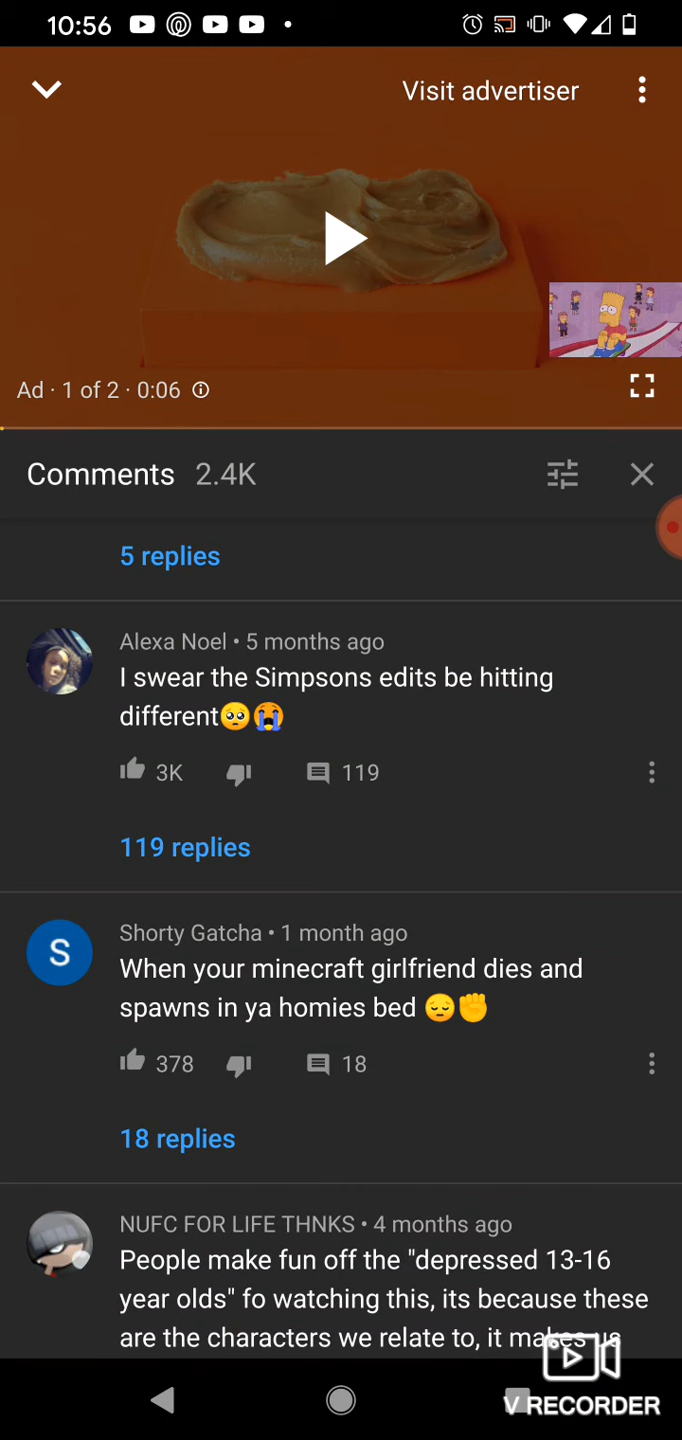 10:56
Visit advertiser
Ad · 1 of 2 · 0:06
Comments 2.4K
5 replies
Alexa Noel • 5 months ago
I swear the Simpsons edits be hitting
different🥺😭
3K 119
119 replies
S
Shorty Gatcha • 1 month ago
When your minecraft girlfriend dies and
spawns in ya homies bed 😔✊
378 18
18 replies
NUFC FOR LIFE THNKS • 4 months ago
People make fun off the "depressed 13-16
year olds" fo watching this, its because these
are the characters we relate to, it makes us
V RECORDER